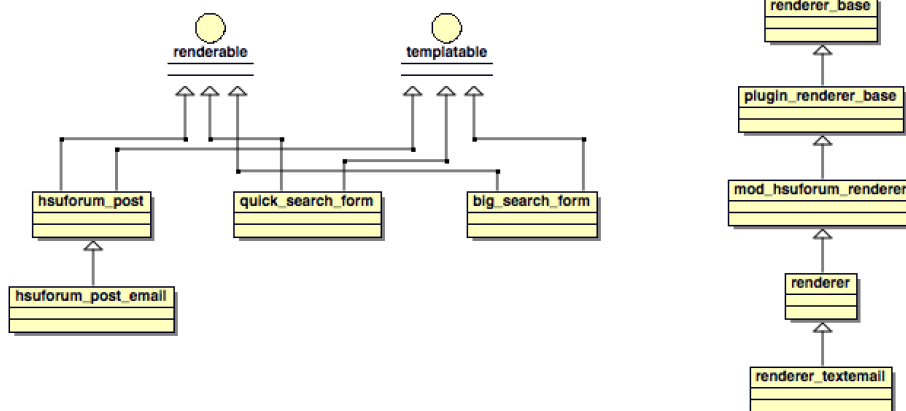 renderer_base
renderable
templatable
plugin_renderer_base
mod_hsuforum_renderer
hsuforum_post
quick_search_form
big_search_form
renderer
hsuforum_post_email
renderer_textemail